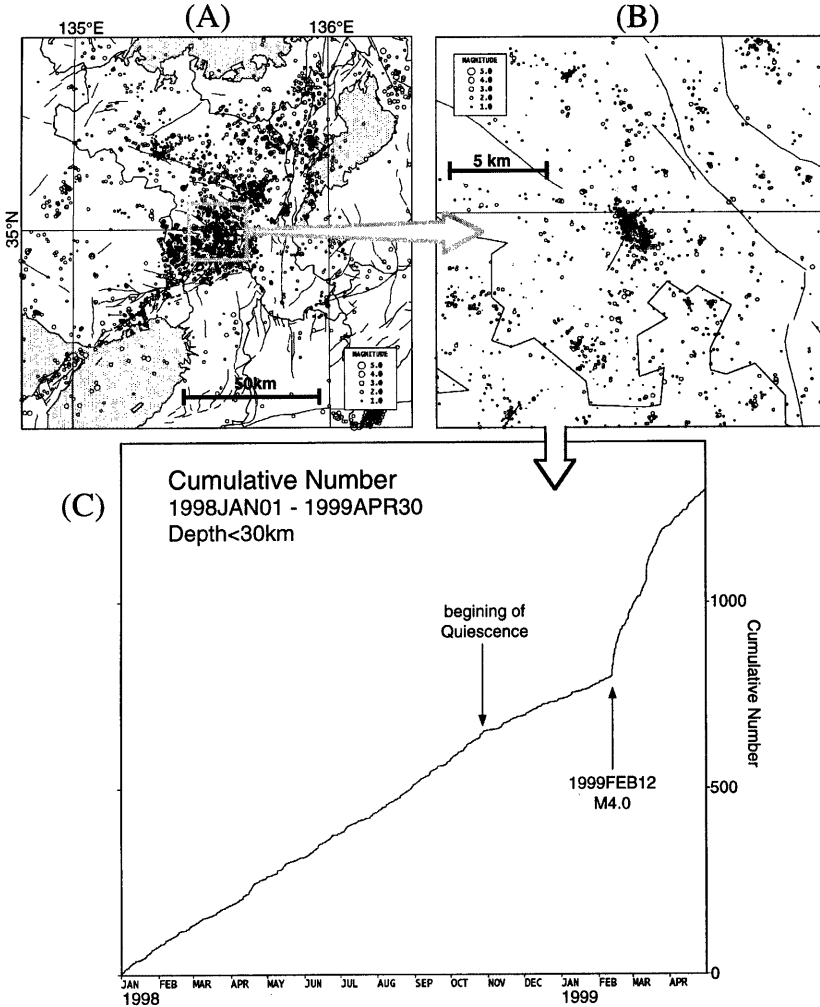 (A)
(B)
135°E
136°E
35°N
MAGNITUDE
5.0
4.0
3.0
2.0
1.0
50km
MAGNITUDE
5.0
4.0
3.0
2.0
1.0
5 km
(C)
Cumulative Number
1998JAN01 - 1999APR30
Depth<30km
begining of
Quiescence
1999FEB12
M4.0
1000
500
0
Cumulative Number
JAN FEB MAR APR MAY JUN JUL AUG SEP OCT NOV DEC JAN FEB MAR APR
1998 1999